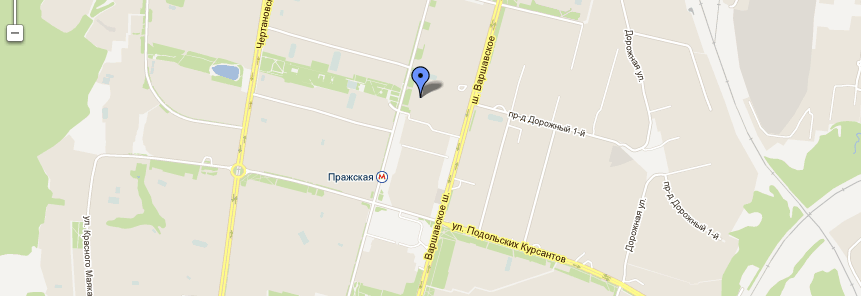 Чертановс
ш. Варшавское
Дорожная ул.
пр-д Дорожный 1-й
Пражская
М
ул. Красного Маяка
Варшавское ш.
ул. Подольских Курсантов
Дорожная ул.
пр-д Дорожный 1-й